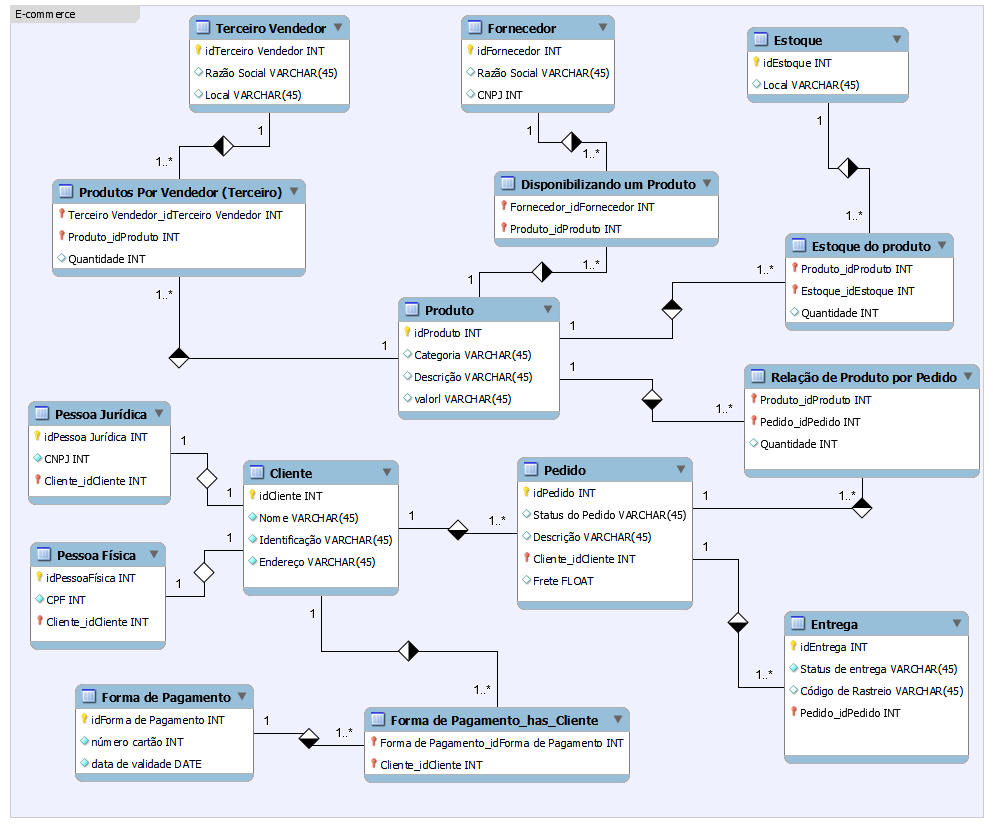 E-commerce
Terceiro Vendedor
idTerceiro Vendedor INT
Razão Social VARCHAR(45)
Local VARCHAR(45)
Fornecedor
idFornecedor INT
Razão Social VARCHAR(45)
CNPJ INT
Estoque
idEstoque INT
Local VARCHAR(45)
1
1..*
1
1..*
1
1..*
Produtos Por Vendedor (Terceiro)
Terceiro Vendedor_idTerceiro Vendedor INT
Produto_idProduto INT
Quantidade INT
Disponibilizando um Produto
Fornecedor_idFornecedor INT
Produto_idProduto INT
Estoque do produto
Produto_idProduto INT
Estoque_idEstoque INT
Quantidade INT
1..*
1
1..*
1
1..*
1
Produto
idProduto INT
Categoria VARCHAR(45)
Descrição VARCHAR(45)
valorl VARCHAR(45)
1
1..*
Relação de Produto por Pedido
Produto_idProduto INT
Pedido_idPedido INT
Quantidade INT
Pessoa Jurídica
idPessoa Jurídica INT
CNPJ INT
Cliente_idCliente INT
1
1
Cliente
idCliente INT
Nome VARCHAR(45)
Identificação VARCHAR(45)
Endereço VARCHAR(45)
Pedido
idPedido INT
Status do Pedido VARCHAR(45)
Descrição VARCHAR(45)
Cliente_idCliente INT
Frete FLOAT
1
1..*
1
1..*
Pessoa Física
idPessoaFísica INT
CPF INT
Cliente_idCliente INT
1
1
1
1..*
Entrega
idEntrega INT
Status de entrega VARCHAR(45)
Código de Rastreio VARCHAR(45)
Pedido_idPedido INT
1
1..*
Forma de Pagamento
idForma de Pagamento INT
número cartão INT
data de validade DATE
1
1..*
Forma de Pagamento_has_Cliente
Forma de Pagamento_idForma de Pagamento INT
Cliente_idCliente INT